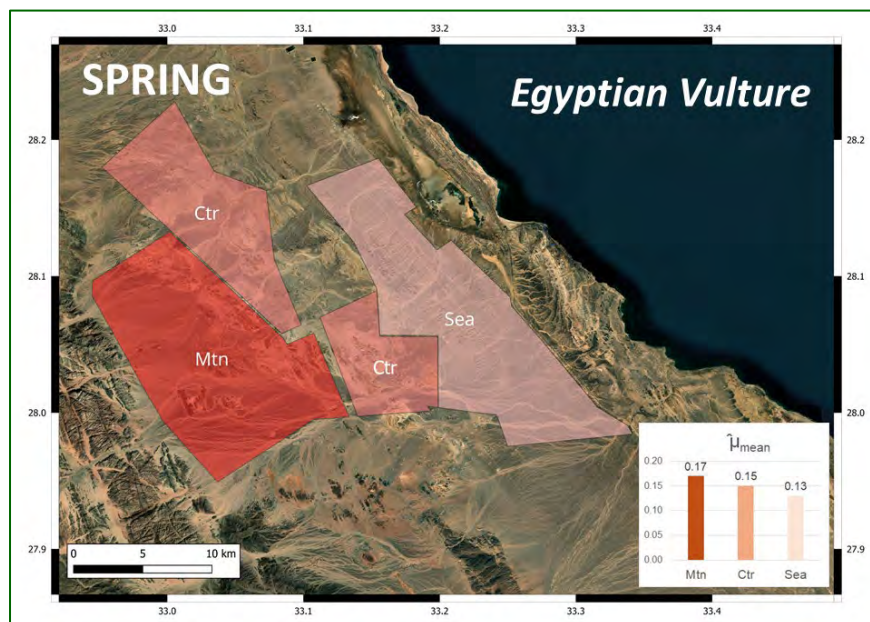 33.0 33.1 33.2 33.3 33.4
SPRING
Egyptian Vulture
28.2 28.2
Ctr
28.1 28.1
Sea
Mtn
Ctr
28.0 28.0
μ̂mean
0.20
0.17
0.15
0.15
0.13
0.10
0.05
0.00
Mtn Ctr Sea
27.9 27.9
0 5 10 km
33.0 33.1 33.2 33.3 33.4